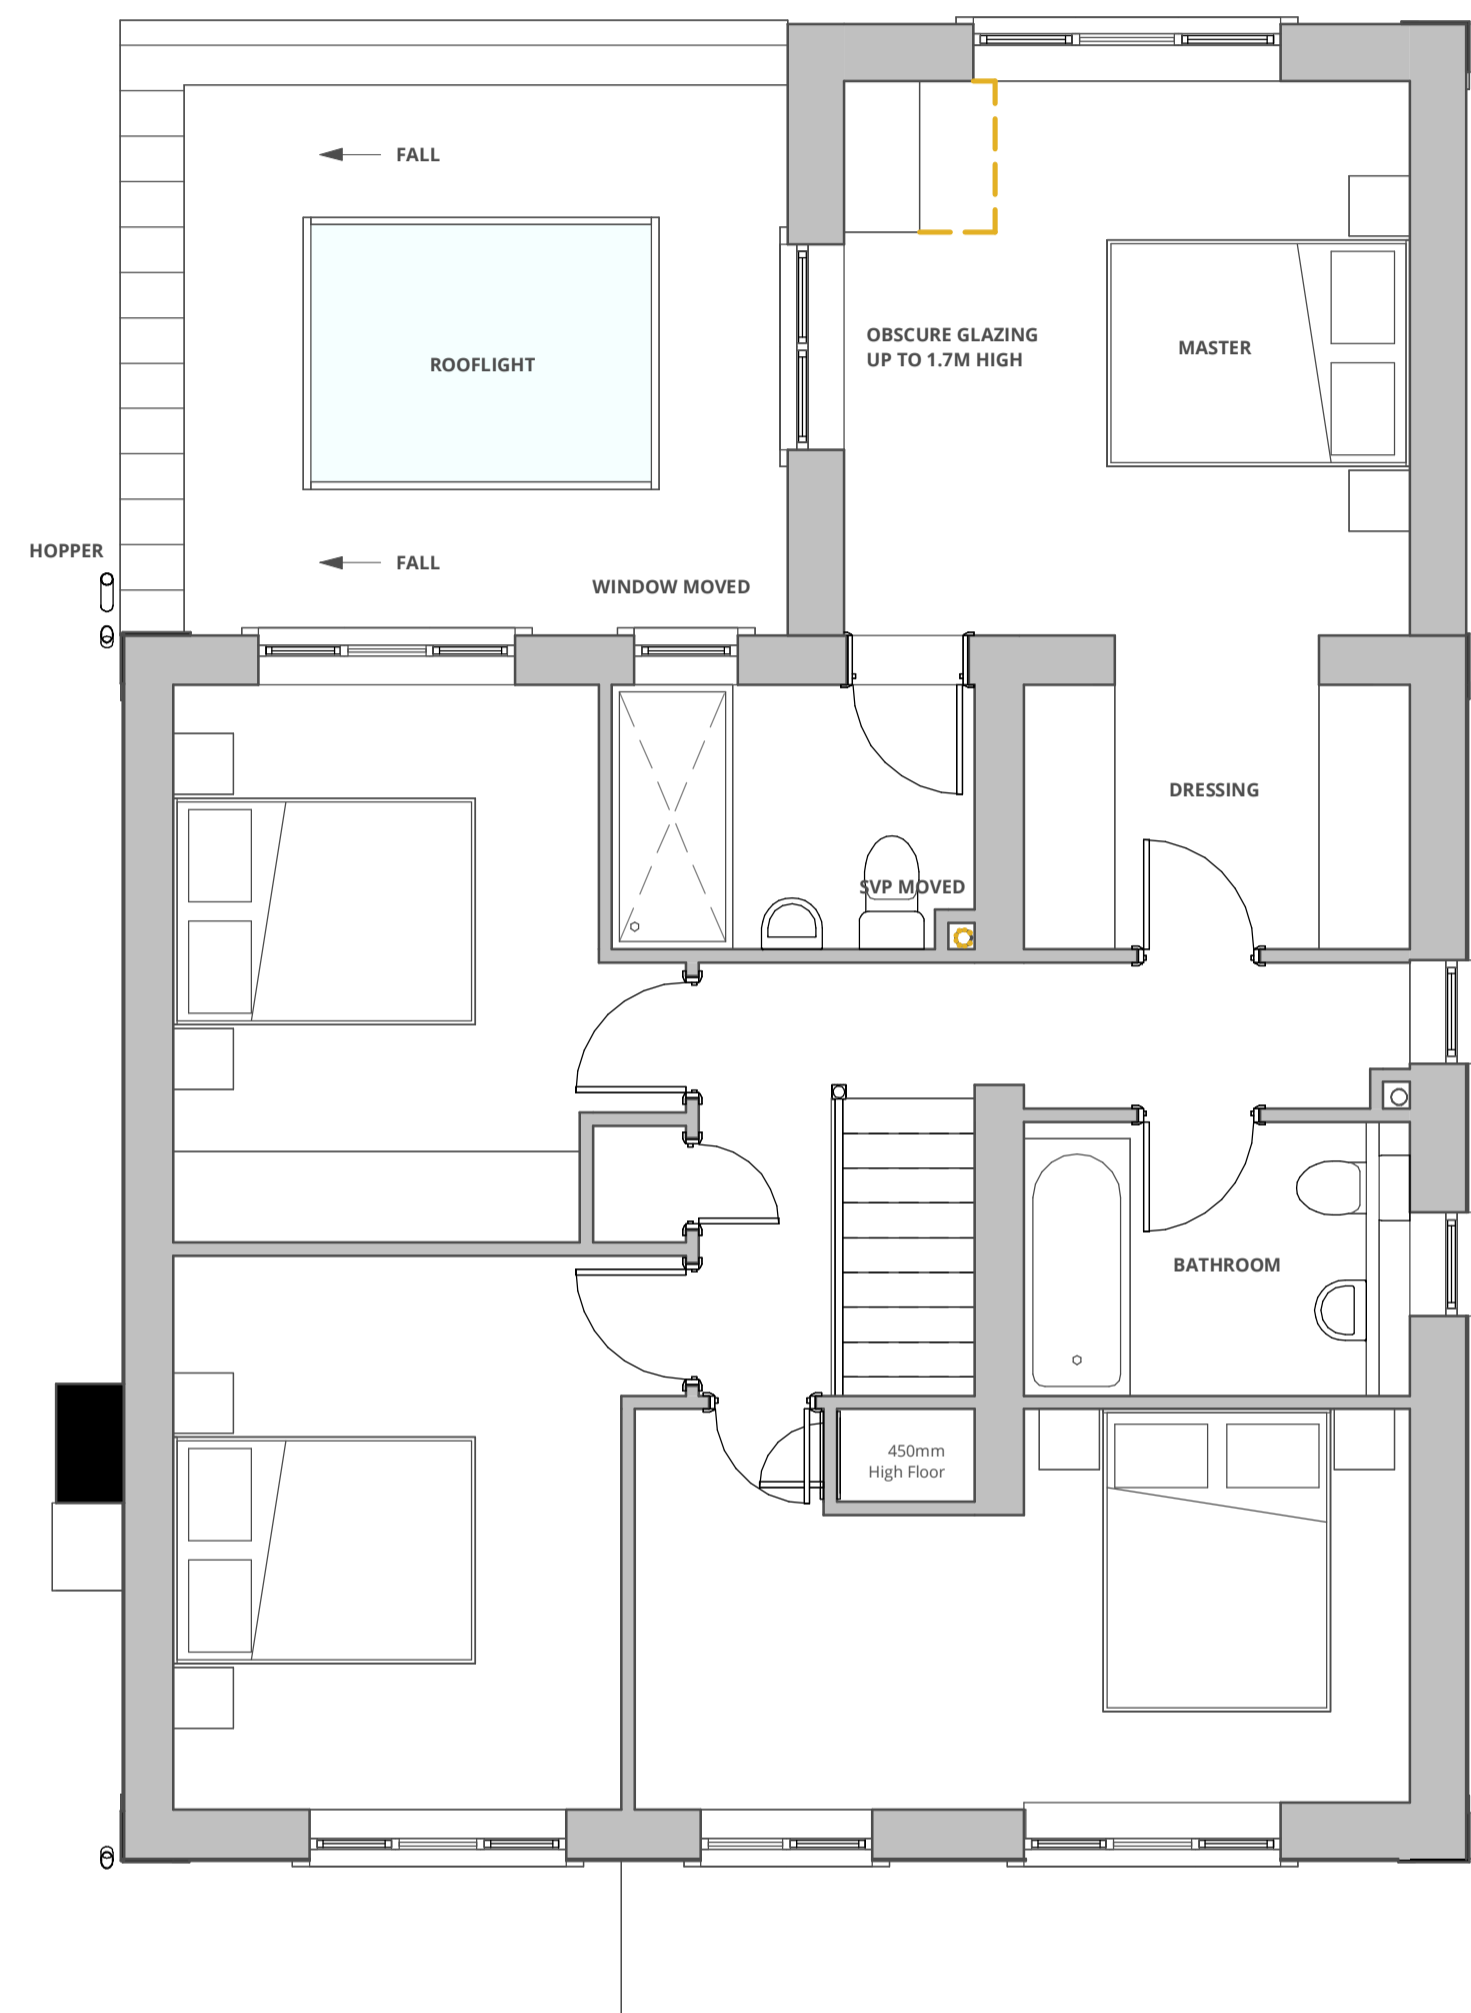 FALL
OBSCURE GLAZING
UP TO 1.7M HIGH
MASTER
ROOFLIGHT
HOPPER
FALL
WINDOW MOVED
DRESSING
SVP MOVED
BATHROOM
450mm
High Floor